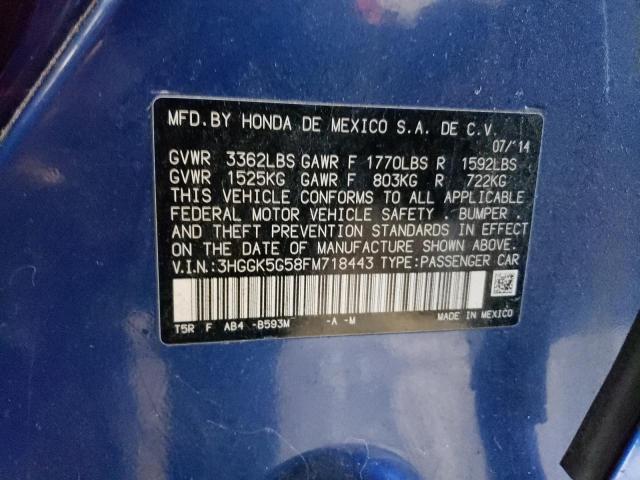 MFD.BY HONDA DE MEXICO S.A. DE C.V.
07/'14
GVWR 3362LBS GAWR F 1770LBS R 1592LBS
GVWR 1525KG GAWR F 803KG R 722KG
THIS VEHICLE CONFORMS TO ALL APPLICABLE
FEDERAL MOTOR VEHICLE SAFETY . BUMPER .
AND THEFT PREVENTION STANDARDS IN EFFECT
ON THE DATE OF MANUFACTURE SHOWN ABOVE.
V.I.N.:3HGGK5G58FM718443 TYPE:PASSENGER CAR
T5R F AB4 -B593M -A -M MADE IN MEXICO